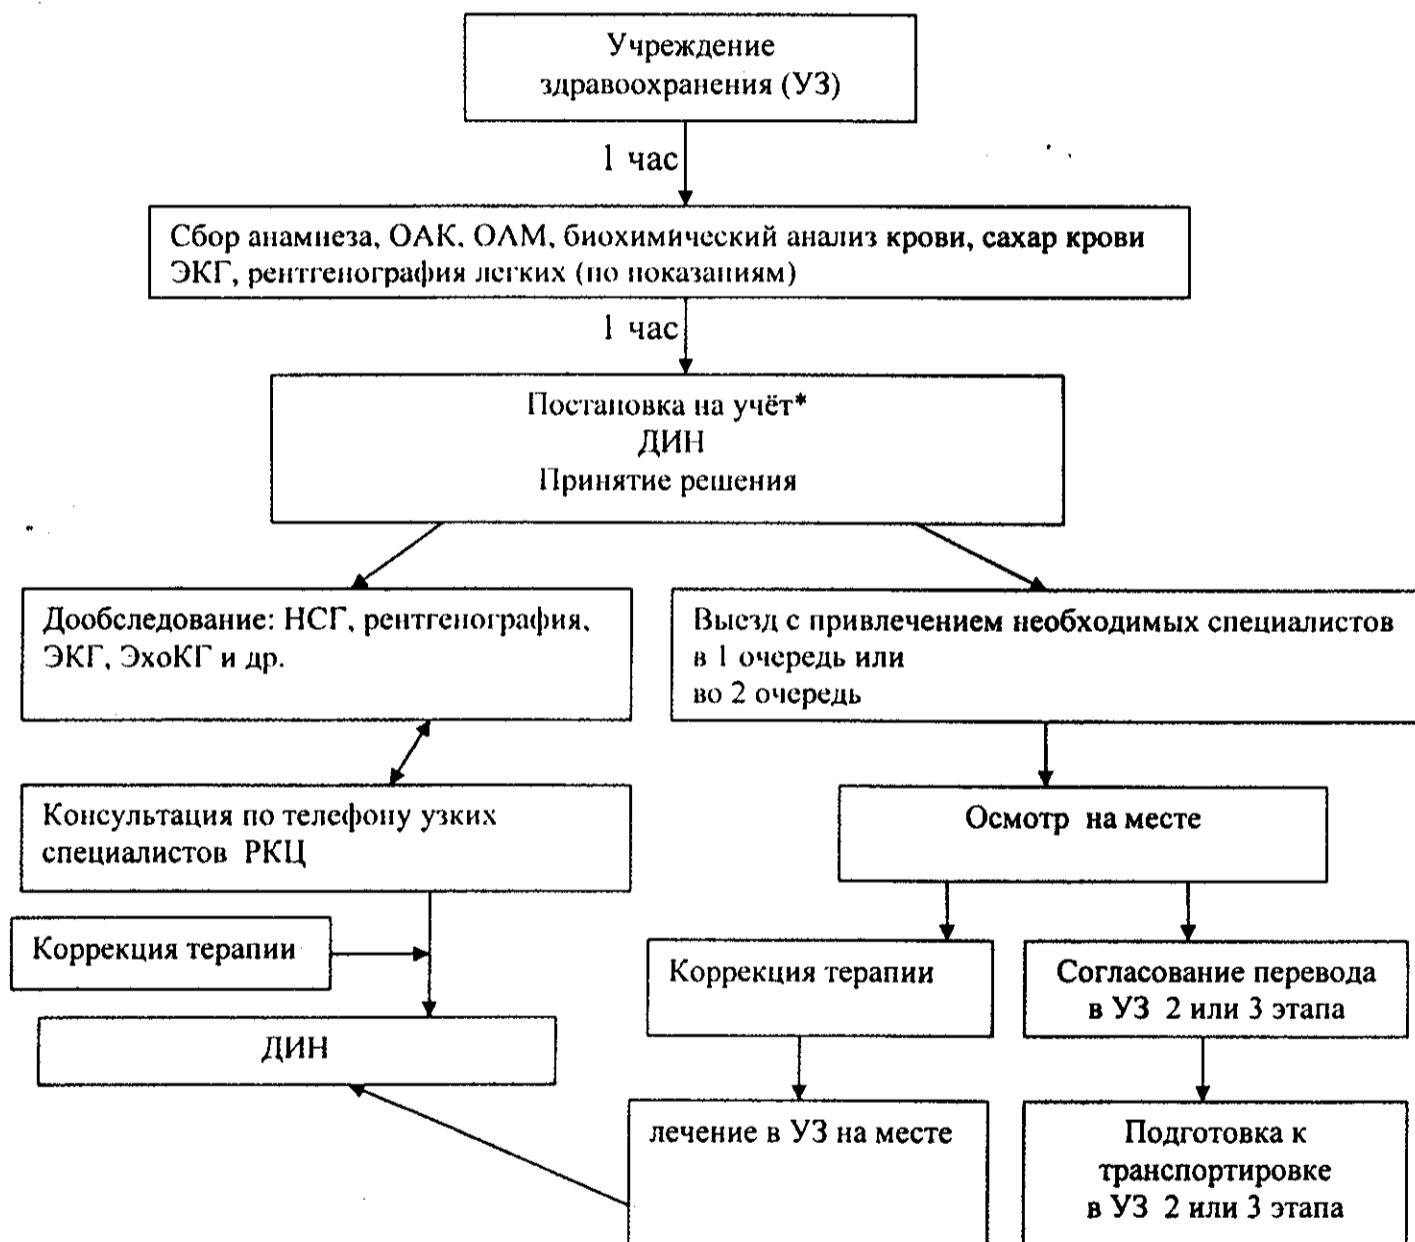 Учреждение
здравоохранения (УЗ)
1 час
Сбор анамнеза, ОАК, ОАМ, биохимический анализ крови, сахар крови
ЭКГ, рентгенография легких (по показаниям)
1 час
Постановка на учёт*
ДИН
Принятие решения
Дообследование: НСГ, рентгенография,
ЭКГ, ЭхоКГ и др.
Выезд с привлечением необходимых специалистов
в 1 очередь или
во 2 очередь
Консультация по телефону узких
специалистов РКЦ
Осмотр на месте
Коррекция терапии
Коррекция терапии
Согласование перевода
в УЗ 2 или 3 этапа
ДИН
лечение в УЗ на месте
Подготовка к
транспортировке
в УЗ 2 или 3 этапа